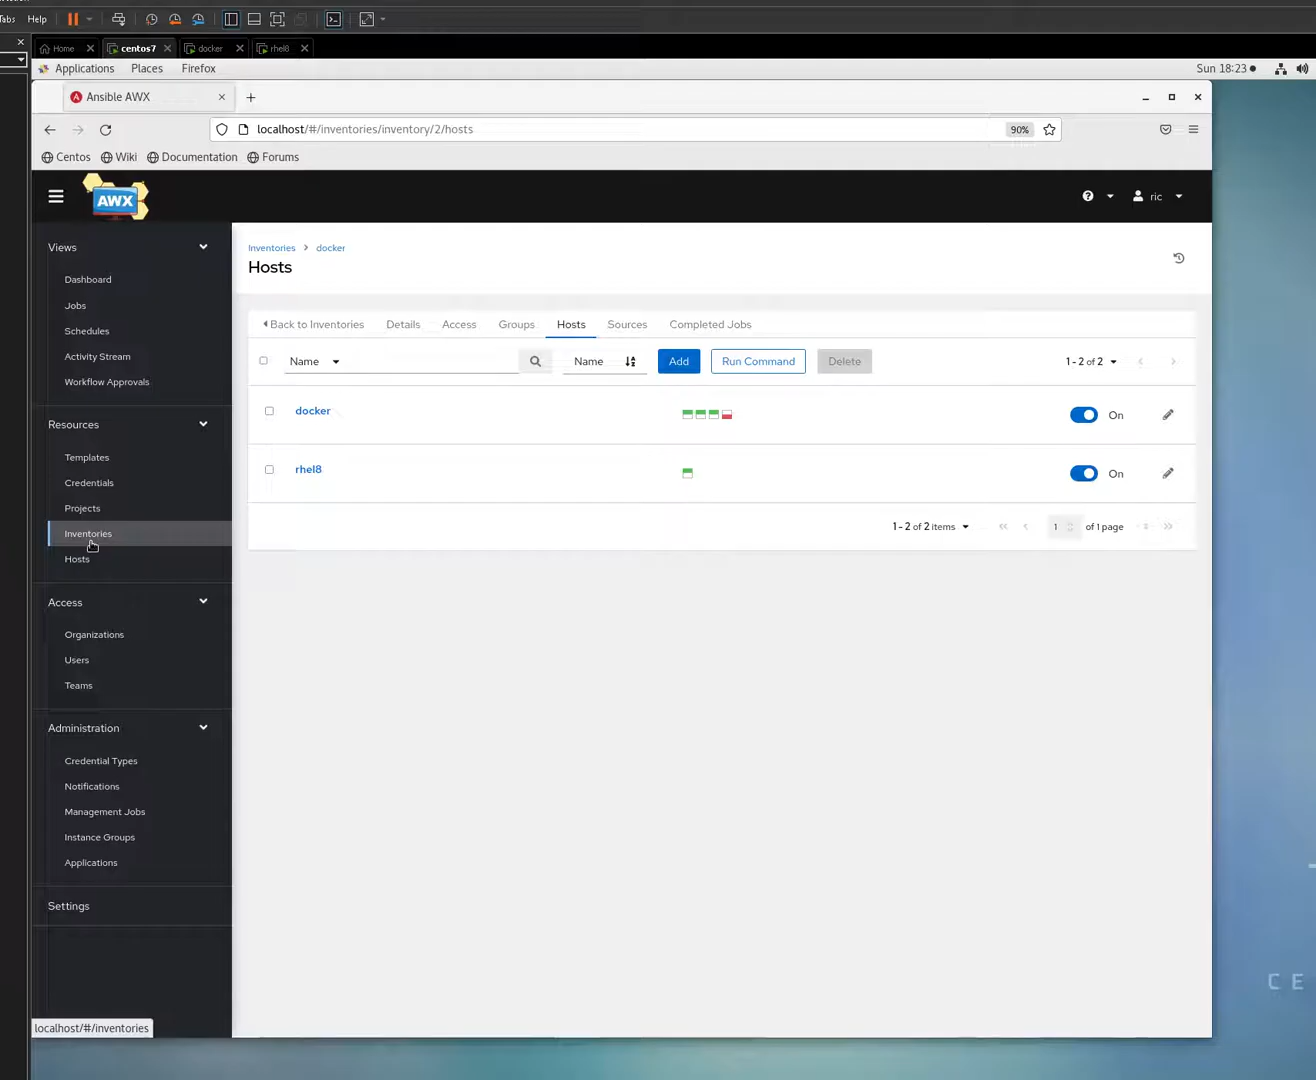 Tabs Help
Home centos7 docker rhel8
Applications Places Firefox Sun 18:23
Ansible AWX
localhost/#/inventories/inventory/2/hosts 90%
Centos Wiki Documentation Forums
AWX ric
Views
Dashboard
Jobs
Schedules
Activity Stream
Workflow Approvals
Resources
Templates
Credentials
Projects
Inventories
Hosts
Access
Organizations
Users
Teams
Administration
Credential Types
Notifications
Management Jobs
Instance Groups
Applications
Settings
Inventories docker
Hosts
Back to Inventories Details Access Groups Hosts Sources Completed Jobs
Name Name Add Run Command Delete 1 - 2 of 2
docker On
rhel8 On
1 - 2 of 2 items 1 of 1 page
localhost/#/inventories
C E